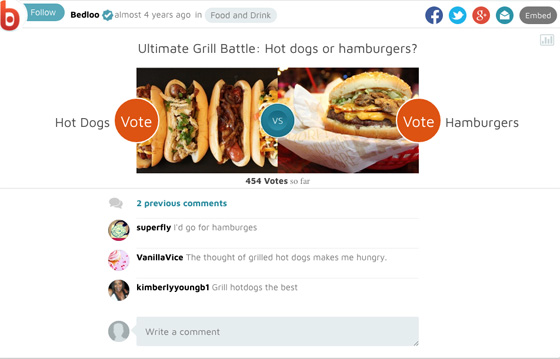 b Follow Bedloo almost 4 years ago in Food and Drink Embed
Ultimate Grill Battle: Hot dogs or hamburgers?
Hot Dogs Vote VS Vote Hamburgers
454 Votes so far
2 previous comments
superfly I'd go for hamburges
VanillaVice The thought of grilled hot dogs makes me hungry.
kimberlyyoungb1 Grill hotdogs the best
Write a comment